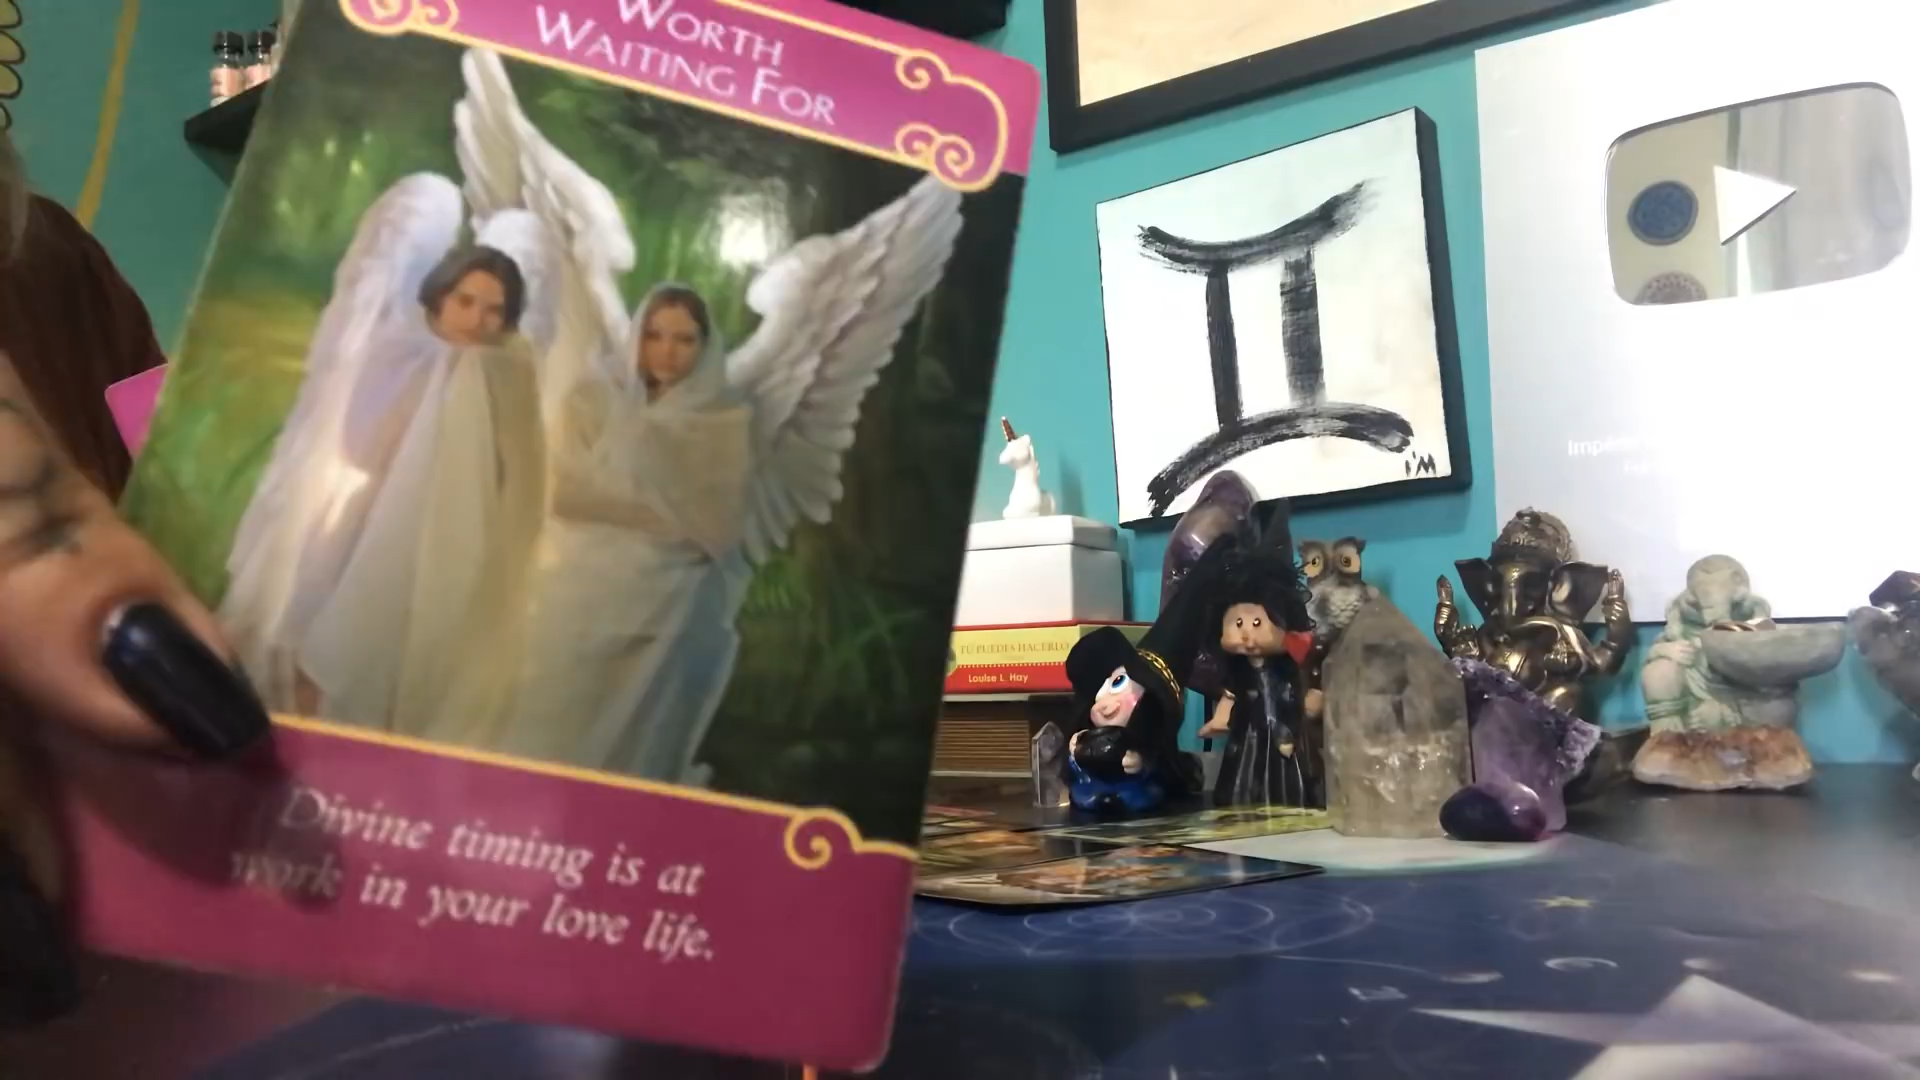 WORTH
WAITING FOR
Divine timing is at
work in your love life.
I'M
TÚ PUEDES HACERLO
Louise L. Hay